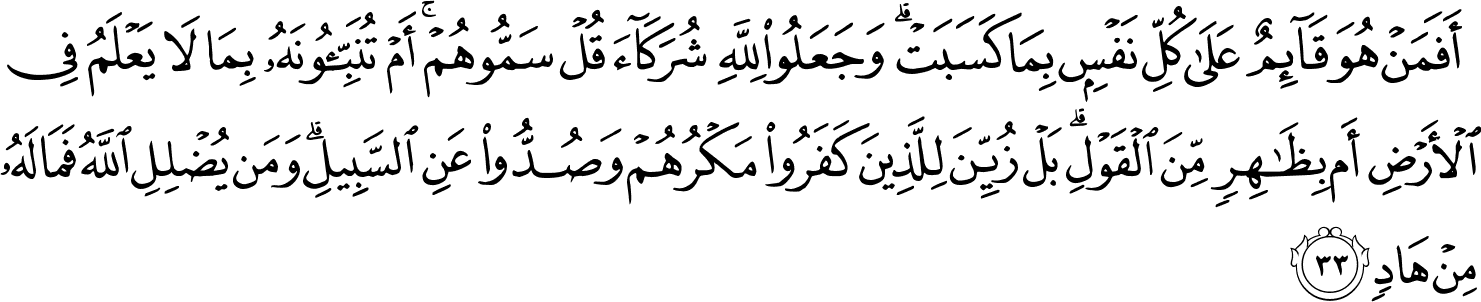 أَفَمَنْ هُوَ قَآئِمٌ عَلَىٰ كُلِّ نَفْسٍۭ بِمَا كَسَبَتْ ۗ وَجَعَلُوا۟ لِلَّهِ شُرَكَآءَ قُلْ سَمُّوهُمْ ۚ أَمْ تُنَبِّـُٔونَهُۥ بِمَا لَا يَعْلَمُ فِى
ٱلْأَرْضِ أَم بِظَـٰهِرٍ مِّنَ ٱلْقَوْلِ ۗ بَلْ زُيِّنَ لِلَّذِينَ كَفَرُوا۟ مَكْرُهُمْ وَصُدُّوا۟ عَنِ ٱلسَّبِيلِ ۗ وَمَن يُضْلِلِ ٱللَّهُ فَمَا لَهُۥ
مِنْ هَادٍ ٣٣